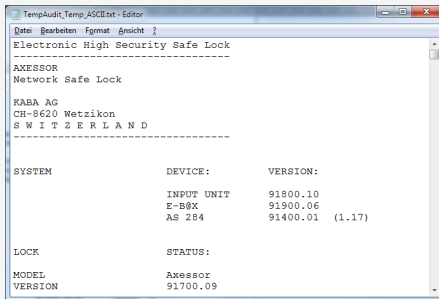 TempAudit_Temp_ASCII.txt - Editor
Datei Bearbeiten Format Ansicht ?
Electronic High Security Safe Lock
--------------------------------
AXESSOR
Network Safe Lock
KABA AG
CH-8620 Wetzikon
S W I T Z E R L A N D
--------------------------------
SYSTEM DEVICE: VERSION:
INPUT UNIT 91800.10
E-B@X 91900.06
AS 284 91400.01 (1.17)
LOCK STATUS:
MODEL Axessor
VERSION 91700.09